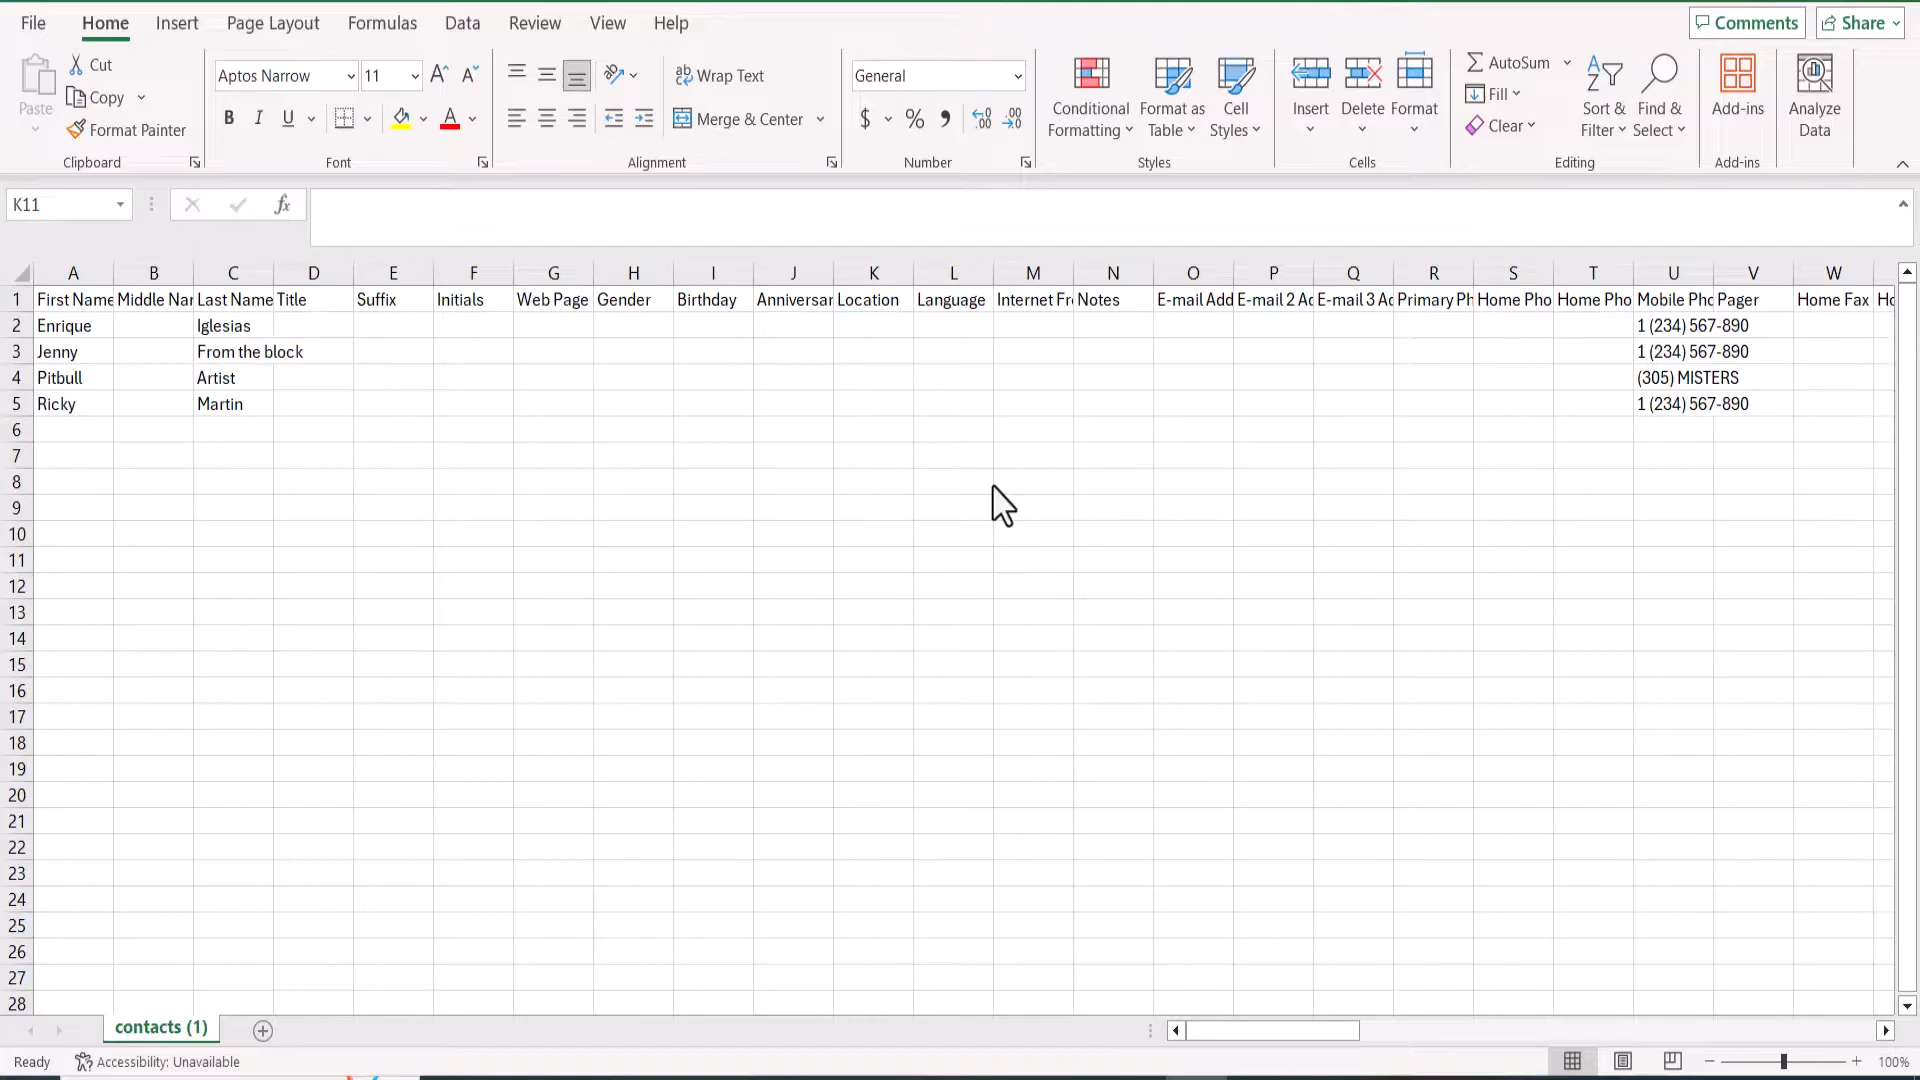 File Home Insert Page Layout Formulas Data Review View Help Comments Share
Paste Cut Copy Format Painter Clipboard
Aptos Narrow 11 A A B I U A Font
ab Wrap Text Merge & Center Alignment
General $ % , .00 .00 Number
Conditional Formatting Format as Table Cell Styles Styles
Insert Delete Format Cells
AutoSum Fill Clear Sort & Filter Find & Select Editing
Add-ins Add-ins
Analyze Data
K11 fx
A B C D E F G H I J K L M N O P Q R S T U V W
1 First Name Middle Nar Last Name Title Suffix Initials Web Page Gender Birthday Anniversar Location Language Internet Fr Notes E-mail Add E-mail 2 Ac E-mail 3 Ac Primary Ph Home Pho Home Pho Mobile Pho Pager Home Fax Ho
2 Enrique Iglesias 1 (234) 567-890
3 Jenny From the block 1 (234) 567-890
4 Pitbull Artist (305) MISTERS
5 Ricky Martin 1 (234) 567-890
6
7
8
9
10
11
12
13
14
15
16
17
18
19
20
21
22
23
24
25
26
27
28
contacts (1)
Ready Accessibility: Unavailable 100%